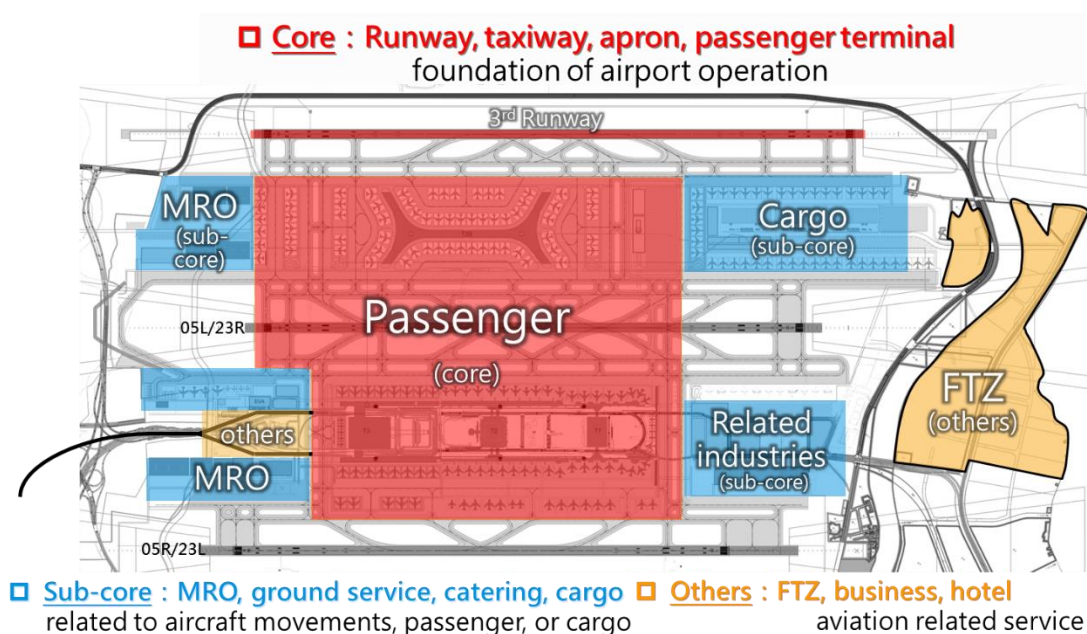 Core : Runway, taxiway, apron, passenger terminal
foundation of airport operation
3rd Runway
MRO
(sub-
core)
Cargo
(sub-core)
05L/23R
Passenger
(core)
FTZ
(others)
others
MRO
Related
industries
(sub-core)
05R/23L
Sub-core : MRO, ground service, catering, cargo
related to aircraft movements, passenger, or cargo
Others : FTZ, business, hotel
aviation related service